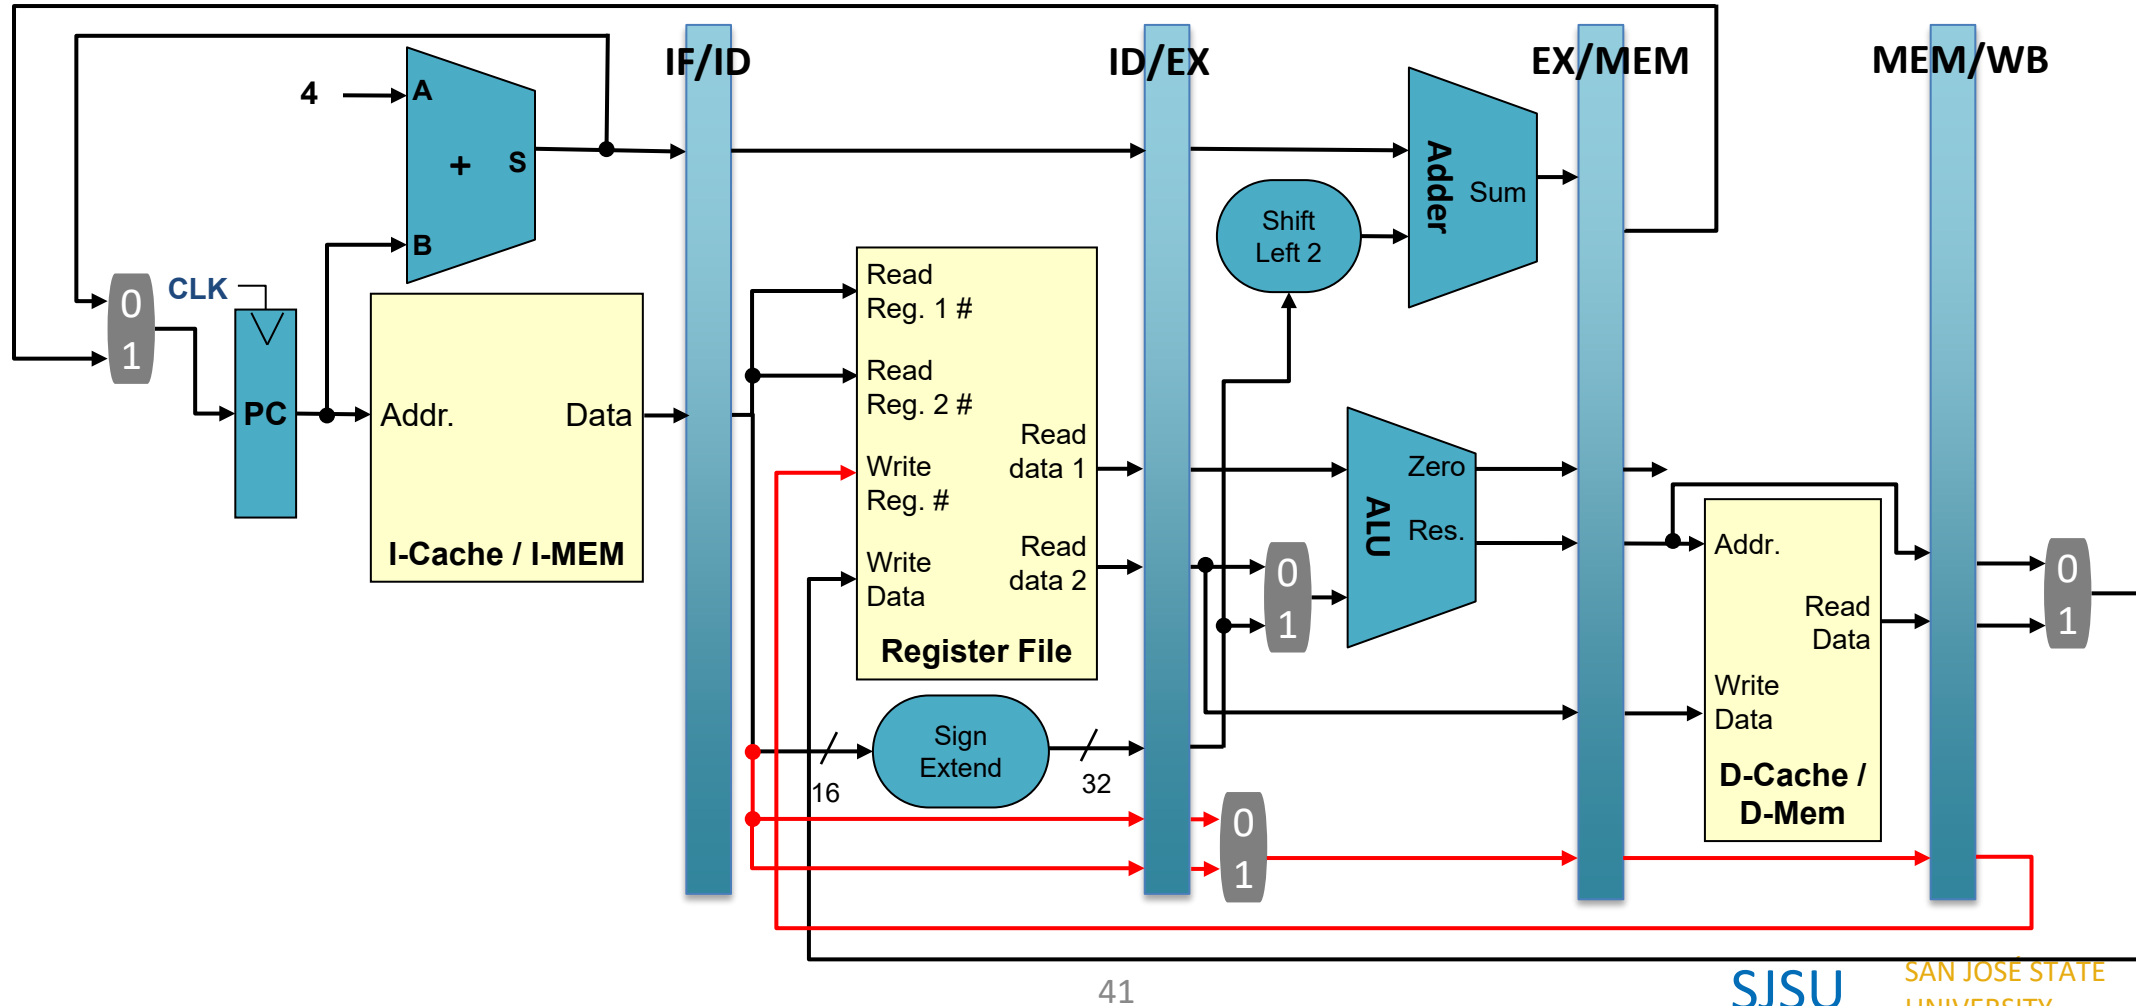 IF/ID
ID/EX
EX/MEM
MEM/WB
4
A
+
S
B
CLK
0
1
PC
Addr.
Data
I-Cache / I-MEM
Read
Reg. 1 #
Read
Reg. 2 #
Write
Reg. #
Write
Data
Read
data 1
Read
data 2
Register File
Sign
Extend
16
32
Shift
Left 2
Adder
Sum
0
1
ALU
Zero
Res.
0
1
Addr.
Read
Data
Write
Data
D-Cache /
D-Mem
0
1
41
SJSU
SAN JOSÉ STATE
UNIVERSITY